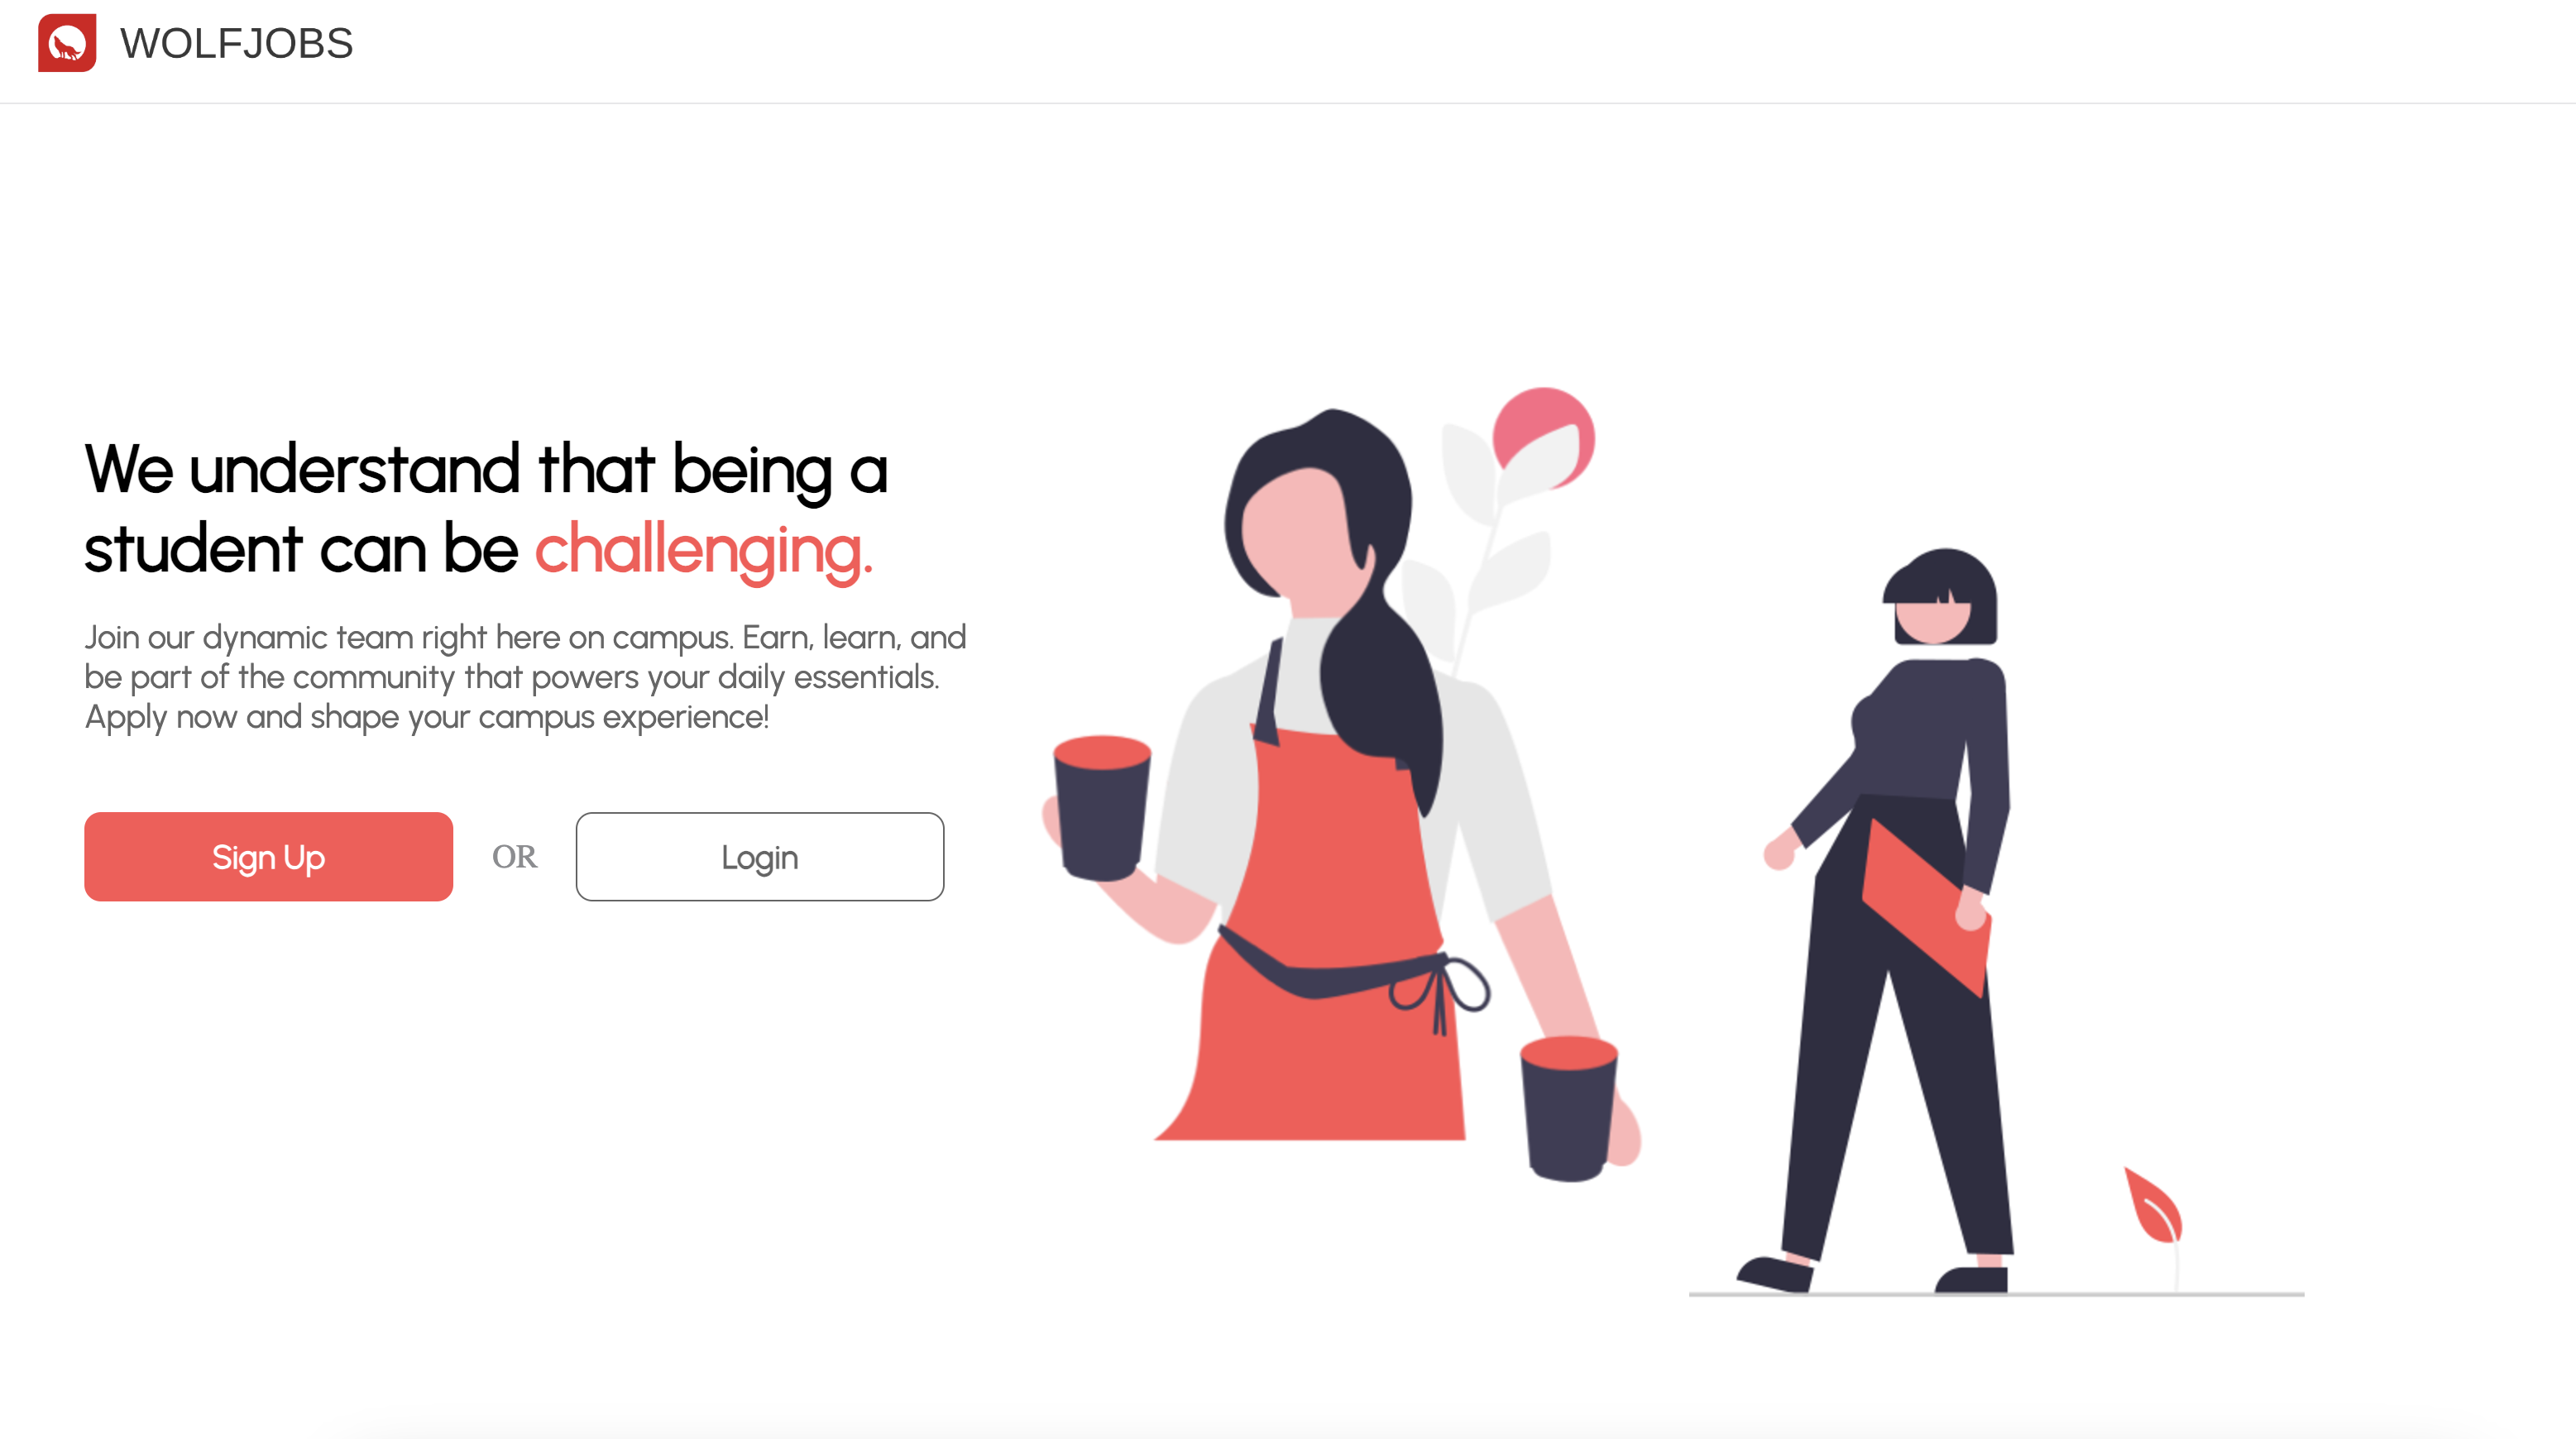 WOLFJOBS
We understand that being a
student can be challenging.
Join our dynamic team right here on campus. Earn, learn, and
be part of the community that powers your daily essentials.
Apply now and shape your campus experience!
Sign Up OR Login